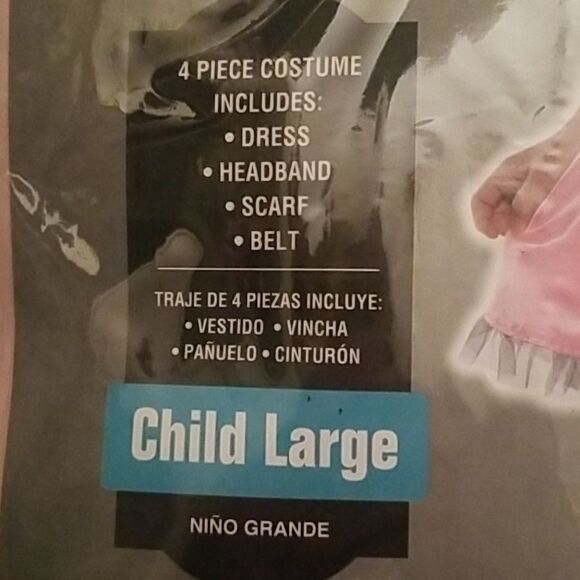 4 PIECE COSTUME
INCLUDES:
• DRESS
• HEADBAND
• SCARF
• BELT
TRAJE DE 4 PIEZAS INCLUYE:
• VESTIDO • VINCHA
• PAÑUELO • CINTURÓN
Child Large
NIÑO GRANDE